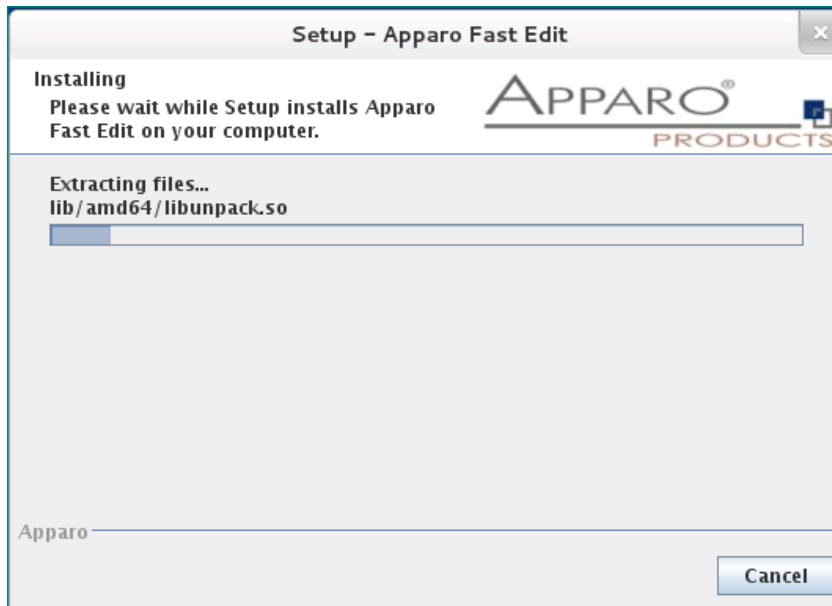 Setup - Apparo Fast Edit
Installing
Please wait while Setup installs Apparo
Fast Edit on your computer.
APPARO®
PRODUCTS
Extracting files...
lib/amd64/libunpack.so
Apparo
Cancel